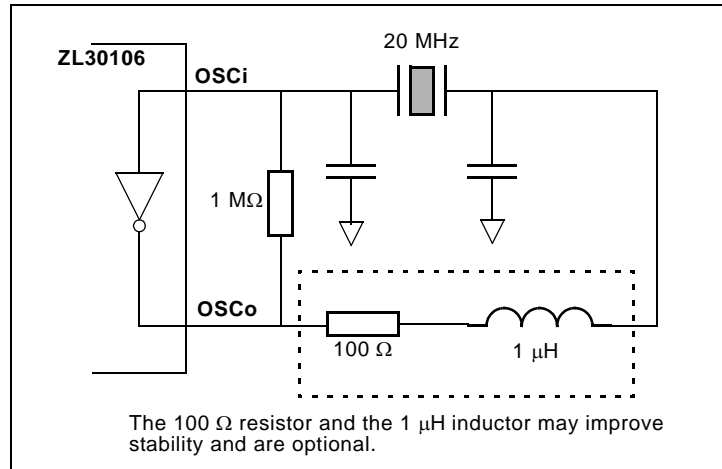 20 MHz
ZL30106
OSCi
1 MΩ
OSCo
100 Ω
1 μH
The 100 Ω resistor and the 1 μH inductor may improve
stability and are optional.